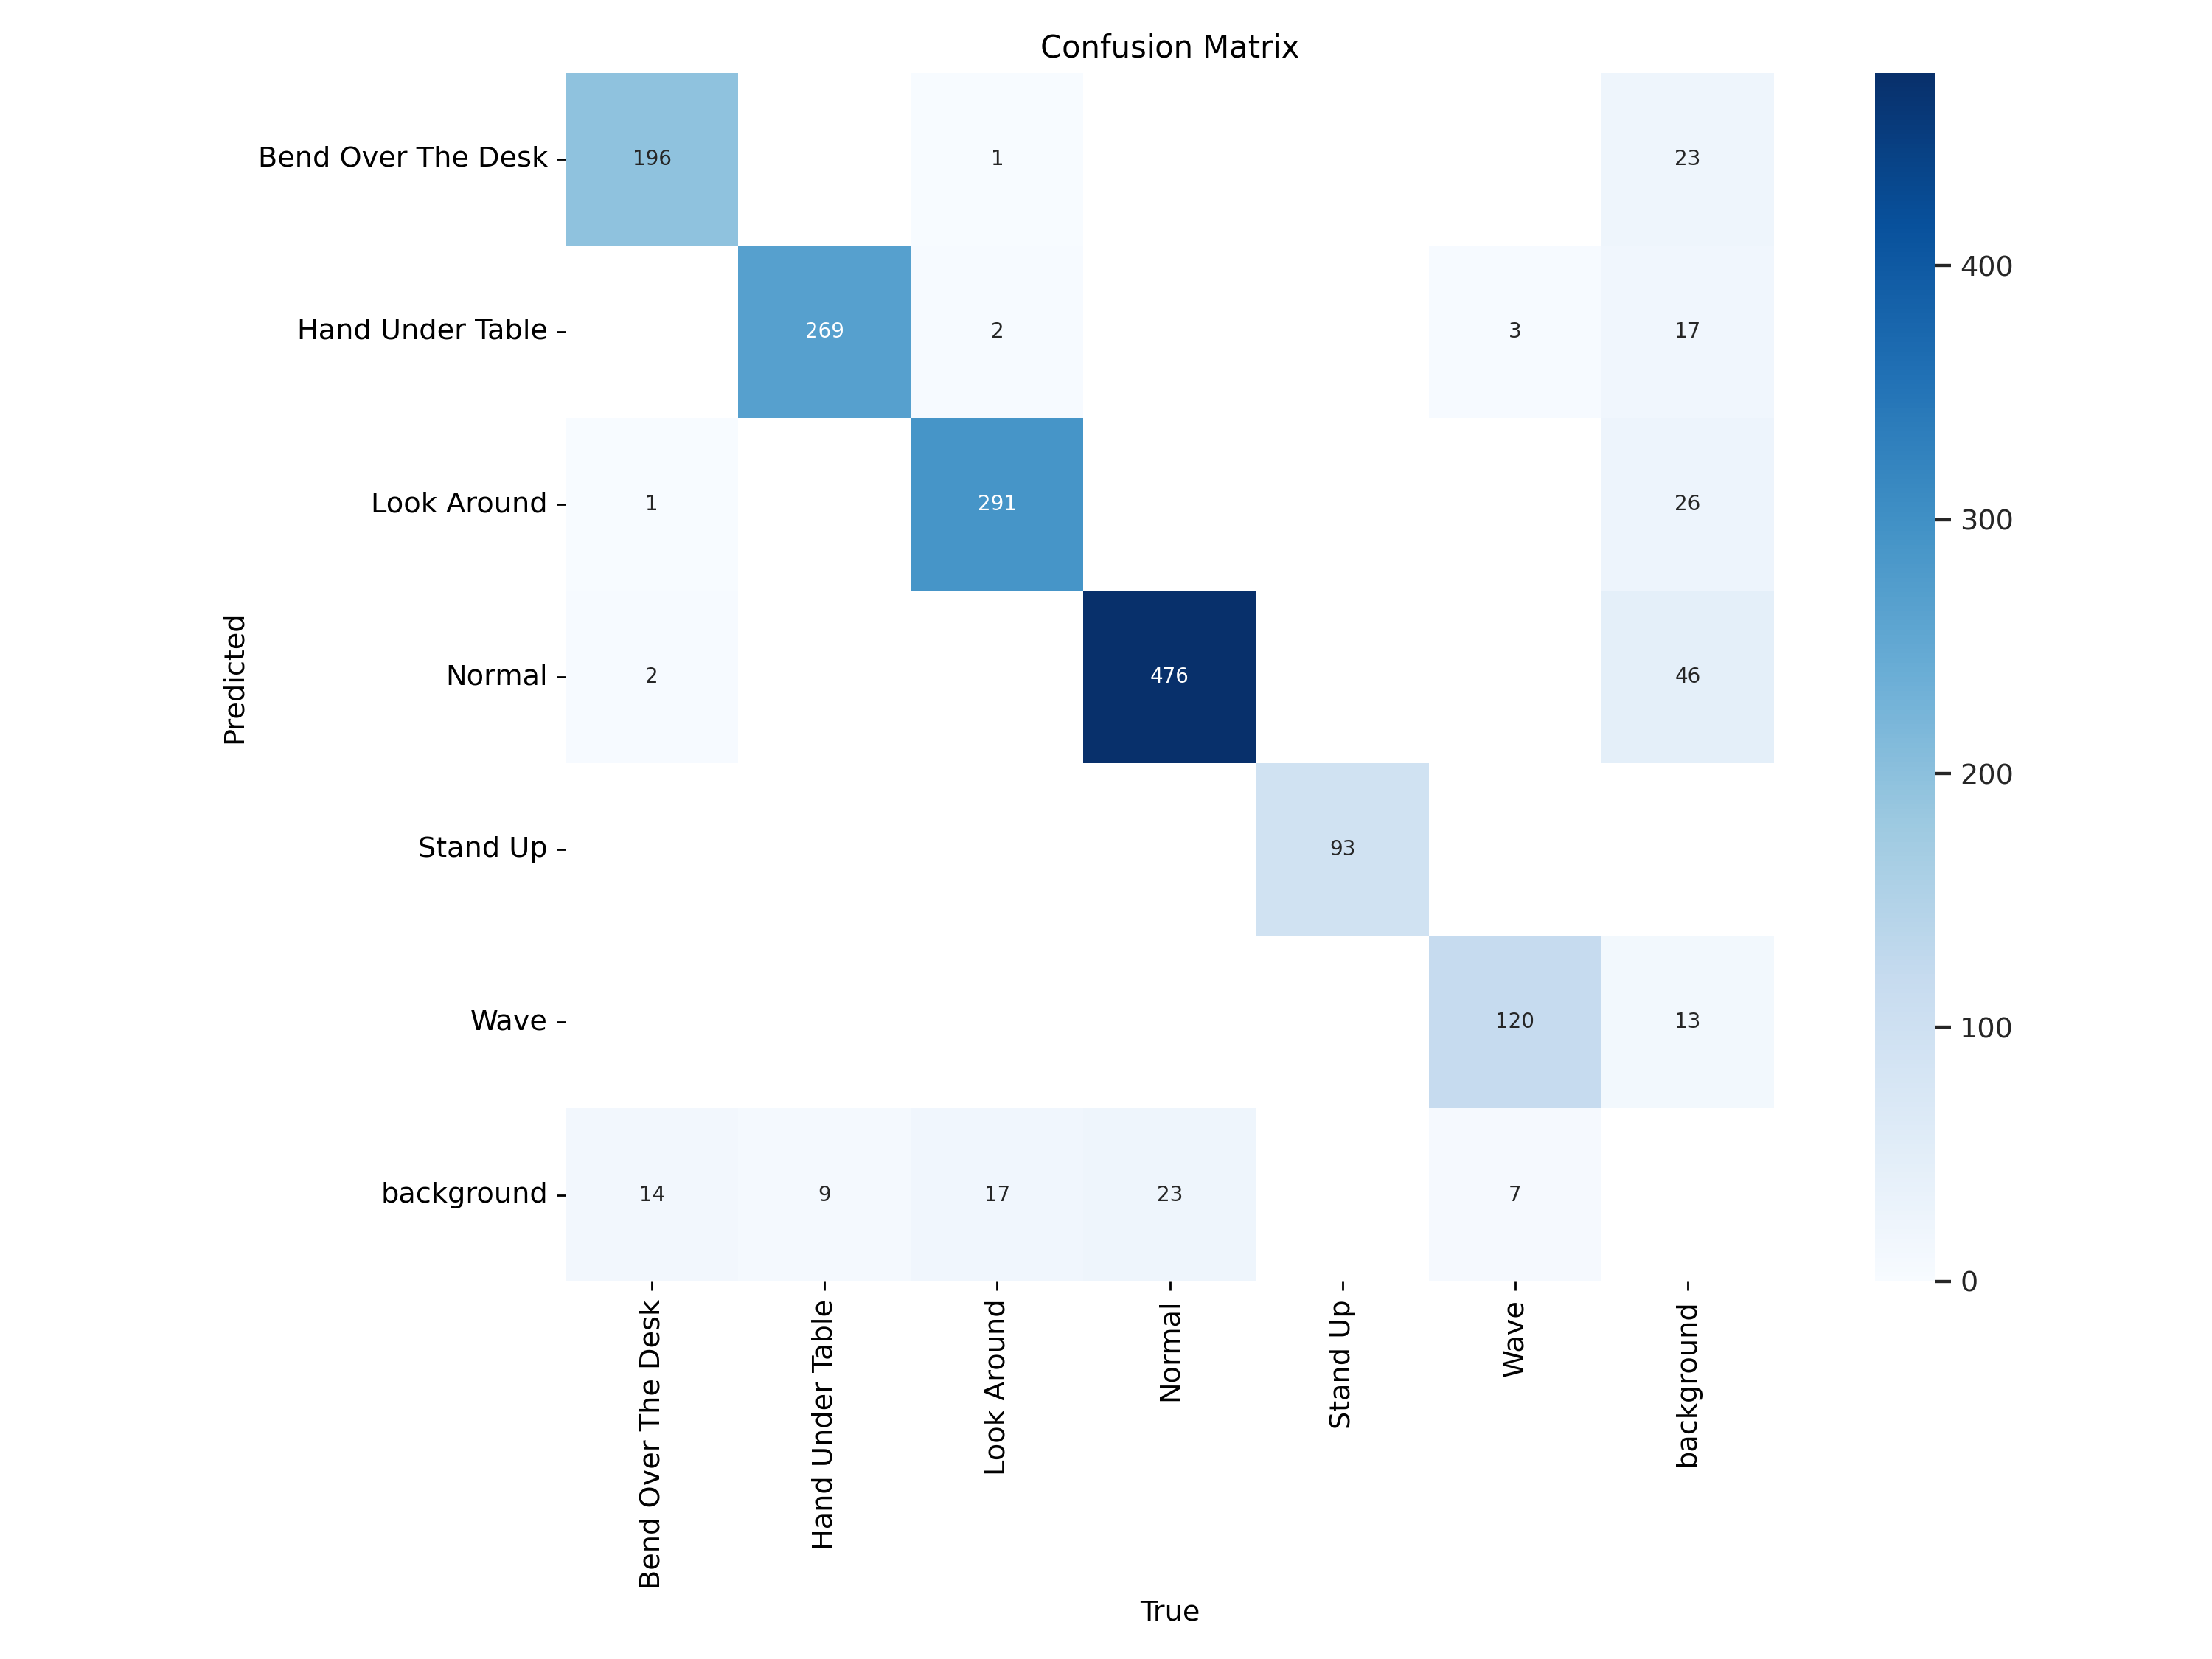 Confusion Matrix
Bend Over The Desk 196 1 23
Hand Under Table 269 2 3 17
400
Look Around 1 291 26
300
Predicted
Normal 2 476 46
200
Stand Up 93
Wave 120 13
100
background 14 9 17 23 7
0
Bend Over The Desk
Hand Under Table
Look Around
Normal
Stand Up
Wave
background
True